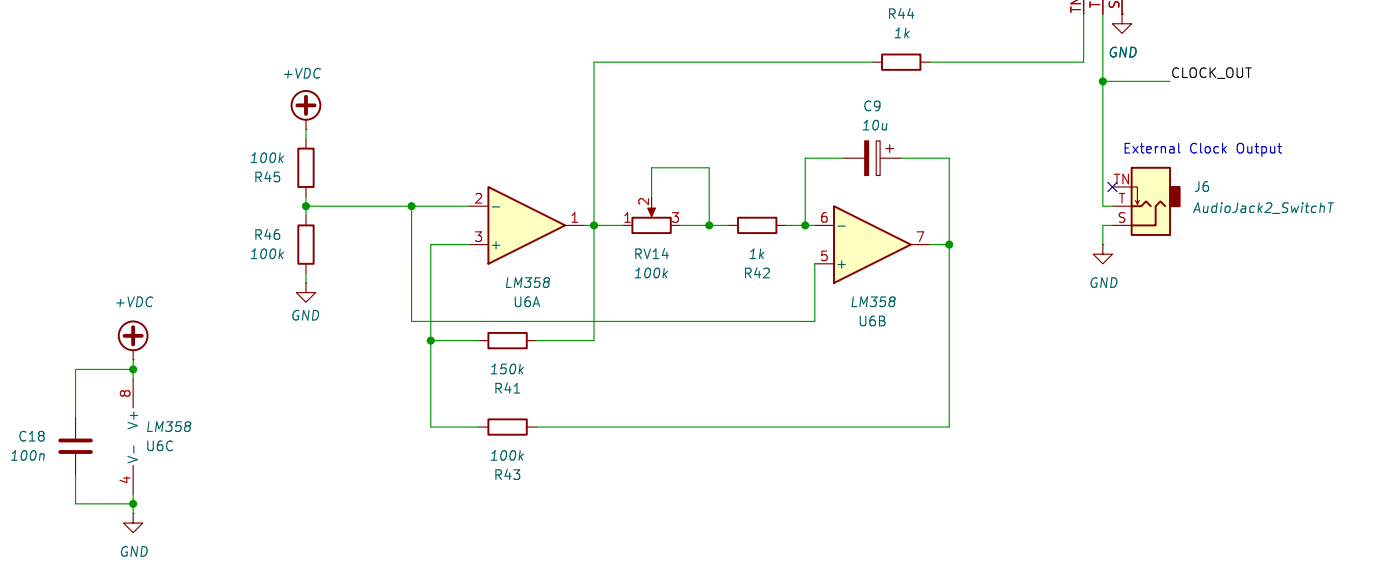 R44
1k
TN
T
S
GND
CLOCK_OUT
+VDC
C9
10u
External Clock Output
100k
R45
TN
T
S
J6
AudioJack2_SwitchT
2
3
1
LM358
U6A
1
2
3
RV14
100k
1k
R42
6
5
7
LM358
U6B
R46
100k
GND
GND
+VDC
150k
R41
8
V+
V-
4
LM358
U6C
C18
100n
100k
R43
GND